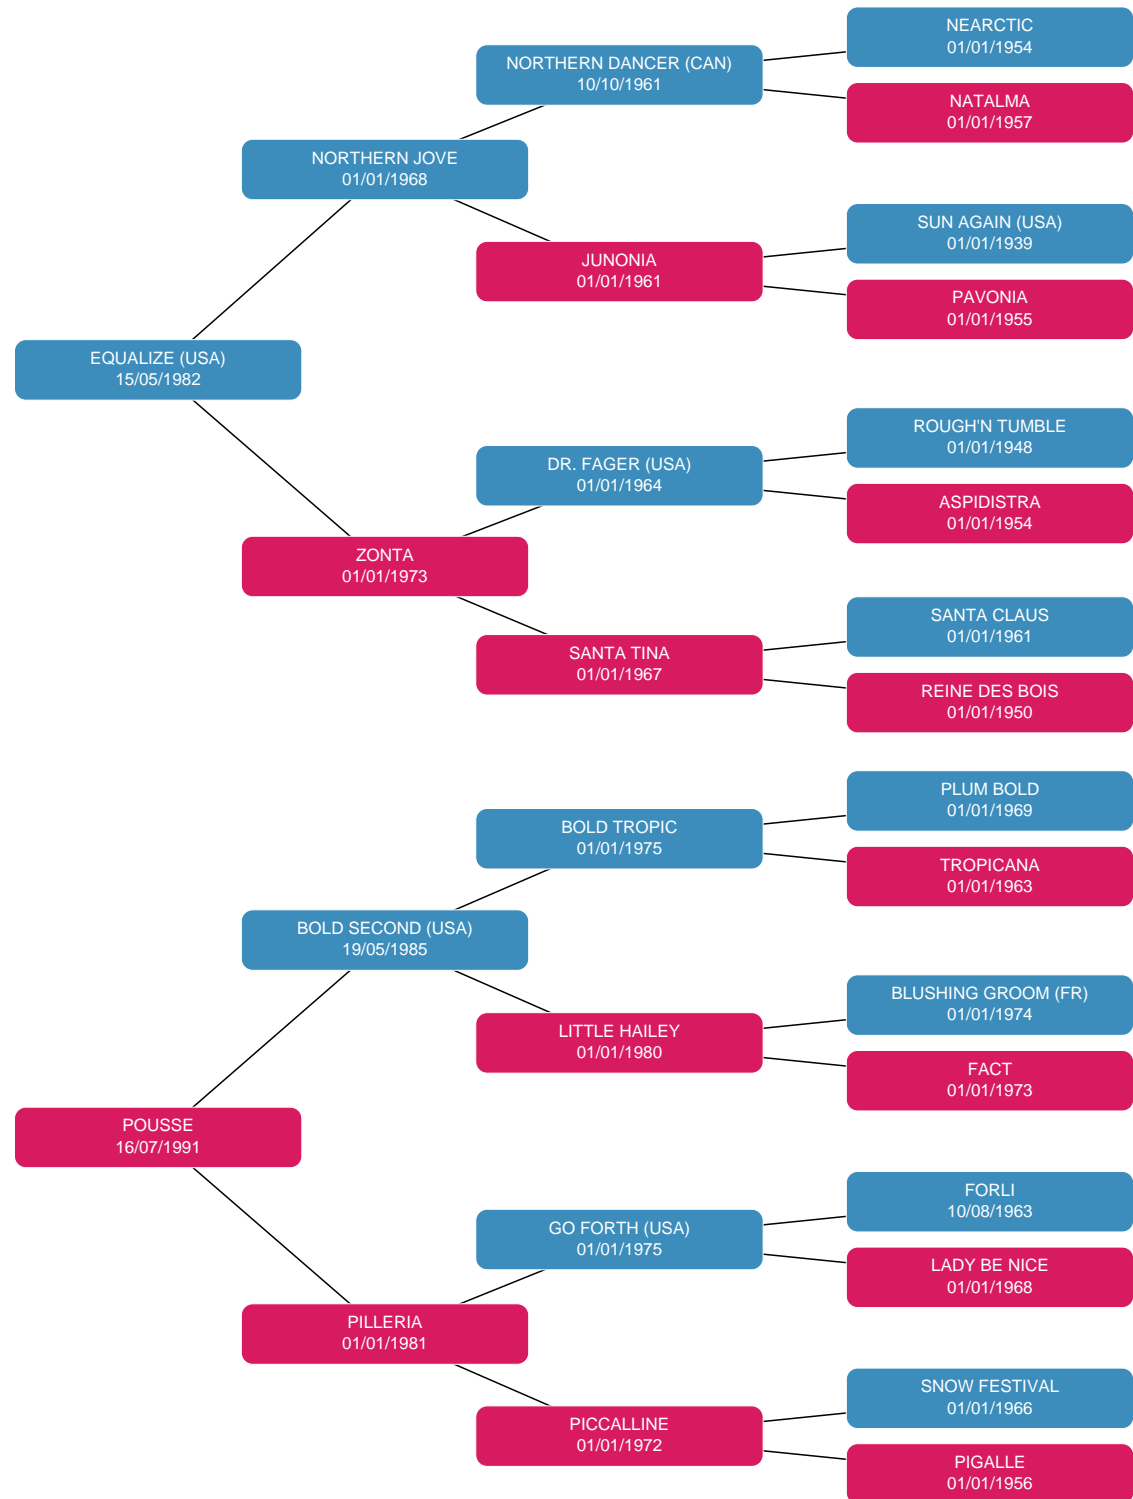 NEARCTIC
01/01/1954
NORTHERN DANCER (CAN)
10/10/1961
NATALMA
01/01/1957
NORTHERN JOVE
01/01/1968
SUN AGAIN (USA)
01/01/1939
JUNONIA
01/01/1961
PAVONIA
01/01/1955
EQUALIZE (USA)
15/05/1982
ROUGH'N TUMBLE
01/01/1948
DR. FAGER (USA)
01/01/1964
ASPIDISTRA
01/01/1954
ZONTA
01/01/1973
SANTA CLAUS
01/01/1961
SANTA TINA
01/01/1967
REINE DES BOIS
01/01/1950
PLUM BOLD
01/01/1969
BOLD TROPIC
01/01/1975
TROPICANA
01/01/1963
BOLD SECOND (USA)
19/05/1985
BLUSHING GROOM (FR)
01/01/1974
LITTLE HAILEY
01/01/1980
FACT
01/01/1973
POUSSE
16/07/1991
FORLI
10/08/1963
GO FORTH (USA)
01/01/1975
LADY BE NICE
01/01/1968
PILLERIA
01/01/1981
SNOW FESTIVAL
01/01/1966
PICCALLINE
01/01/1972
PIGALLE
01/01/1956